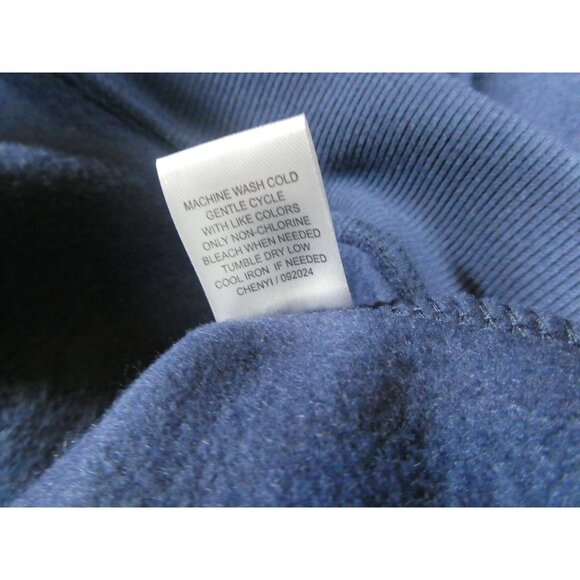 MACHINE WASH COLD
GENTLE CYCLE
WITH LIKE COLORS
ONLY NON-CHLORINE
BLEACH WHEN NEEDED
TUMBLE DRY LOW
COOL IRON IF NEEDED
CHENYI / 092024